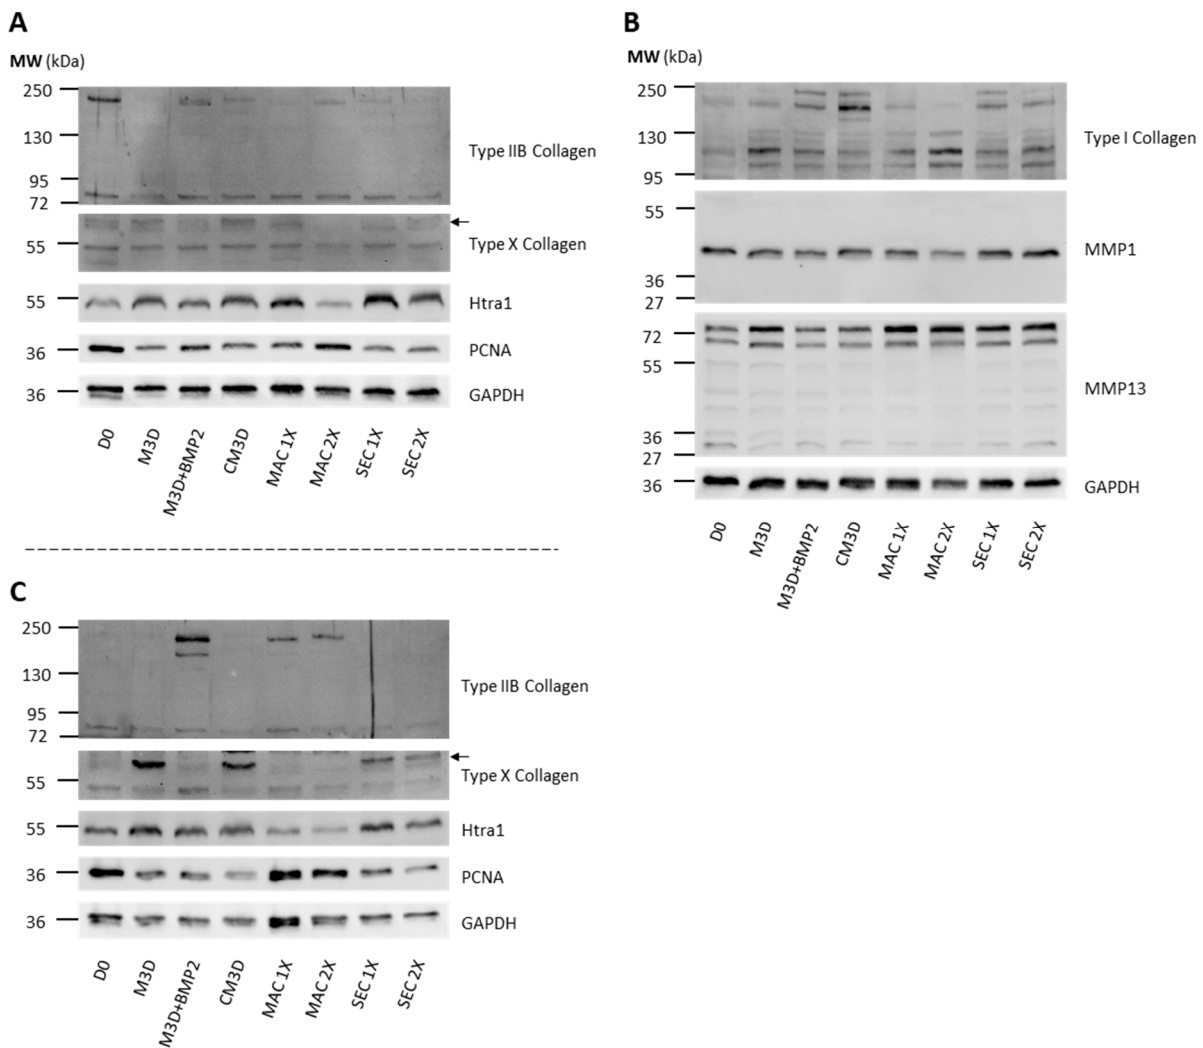 A
MW (kDa)
250
130
95
72
Type IIB Collagen
55
Type X Collagen
55
Htra1
36
PCNA
36
GAPDH
D0
M3D
M3D+BMP2
CM3D
MAC 1X
MAC 2X
SEC 1X
SEC 2X
B
MW (kDa)
250
130
95
Type I Collagen
55
36
27
MMP1
72
55
36
27
MMP13
36
GAPDH
D0
M3D
M3D+BMP2
CM3D
MAC 1X
MAC 2X
SEC 1X
SEC 2X
C
250
130
95
72
Type IIB Collagen
55
Type X Collagen
55
Htra1
36
PCNA
36
GAPDH
D0
M3D
M3D+BMP2
CM3D
MAC 1X
MAC 2X
SEC 1X
SEC 2X